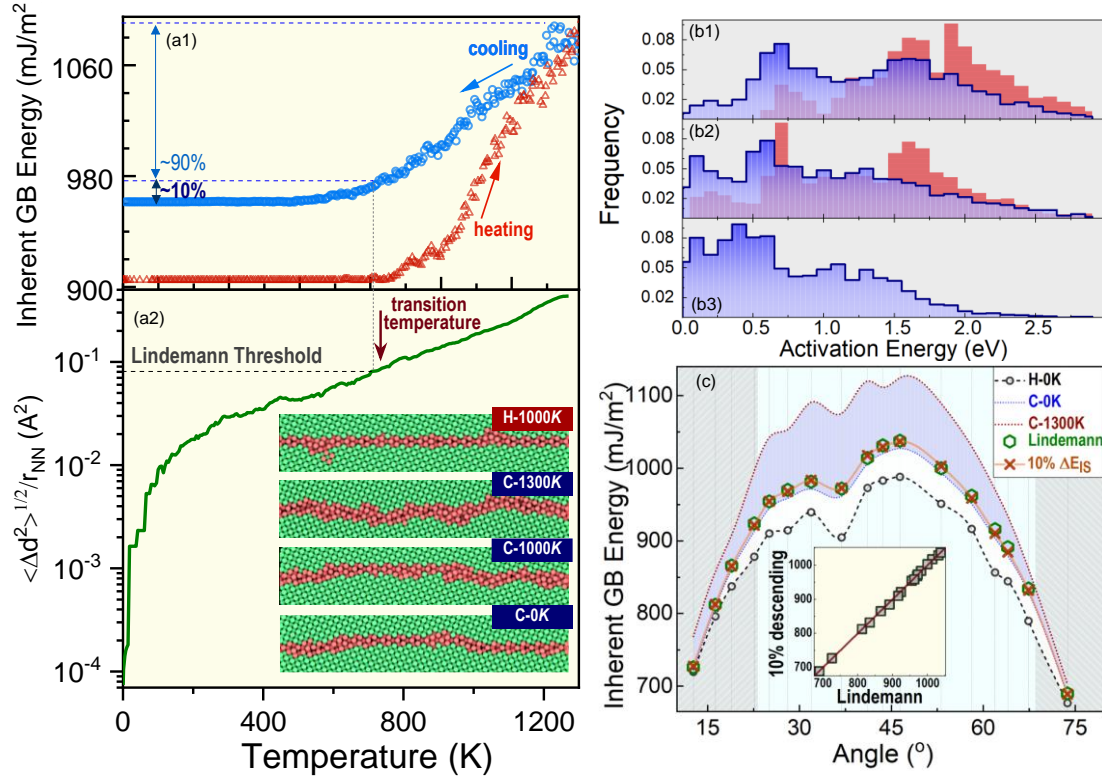 Inherent GB Energy (mJ/m²)
(a1)
1060
980
900
cooling
heating
~90%
~10%
<Δd²>^1/2/r_NN (A²)
(a2)
10⁻¹
10⁻²
10⁻³
10⁻⁴
Lindemann Threshold
transition
temperature
H-1000K
C-1300K
C-1000K
C-0K
0 400 800 1200
Temperature (K)
Frequency
(b1)
0.08
0.05
0.02
(b2)
0.08
0.05
0.02
0.08
0.05
0.02
(b3)
0.0 0.5 1.0 1.5 2.0 2.5
Activation Energy (eV)
Inherent GB Energy (mJ/m²)
(c)
1100
1000
900
800
700
H-0K
C-0K
C-1300K
Lindemann
10% ΔE_IS
10% descending
1000
900
800
700
700 800 900 1000
Lindemann
15 30 45 60 75
Angle (°)